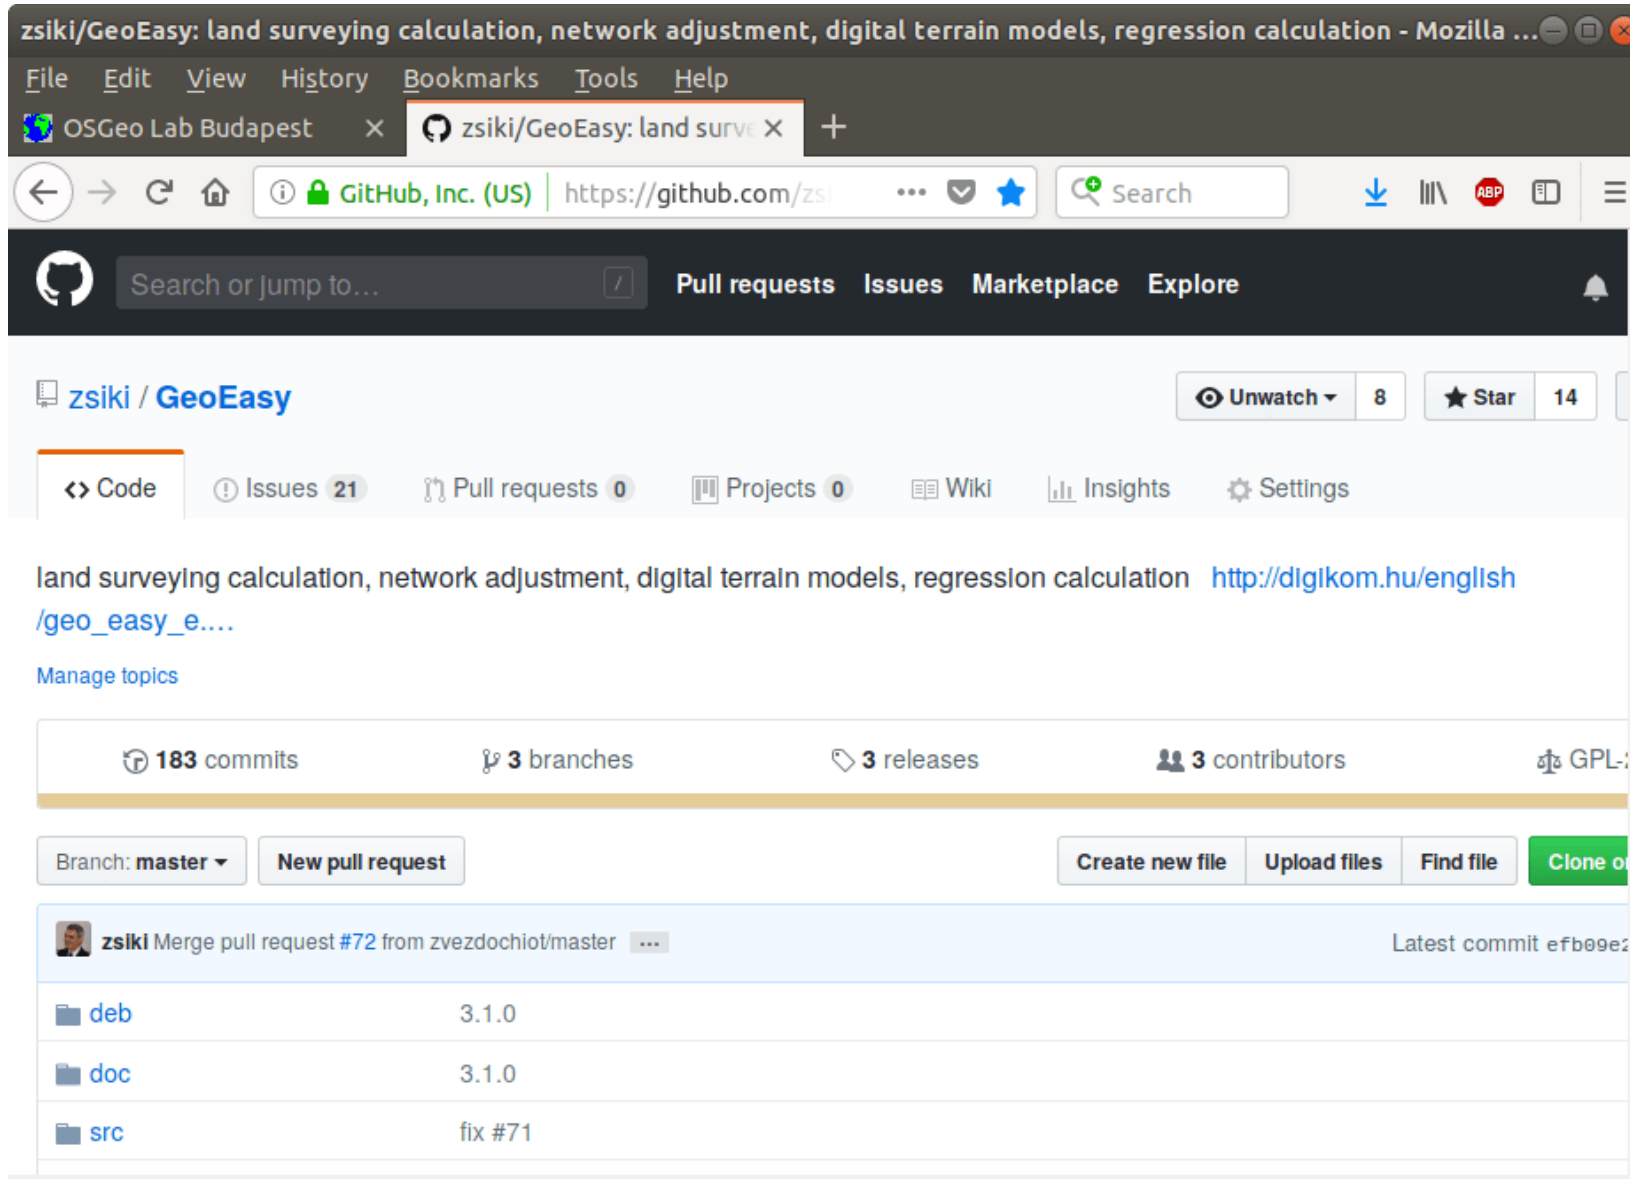 zsiki/GeoEasy: land surveying calculation, network adjustment, digital terrain models, regression calculation - Mozilla ...
File Edit View History Bookmarks Tools Help
OSGeo Lab Budapest zsiki/GeoEasy: land surve
GitHub, Inc. (US) https://github.com/zsi ••• Search ABP
Search or jump to… / Pull requests Issues Marketplace Explore
zsiki / GeoEasy Unwatch 8 Star 14
Code Issues 21 Pull requests 0 Projects 0 Wiki Insights Settings
land surveying calculation, network adjustment, digital terrain models, regression calculation http://digikom.hu/english
/geo_easy_e.…
Manage topics
183 commits 3 branches 3 releases 3 contributors GPL-
Branch: master New pull request Create new file Upload files Find file Clone o
zsiki Merge pull request #72 from zvezdochiot/master ... Latest commit efb09e2
deb 3.1.0
doc 3.1.0
src fix #71